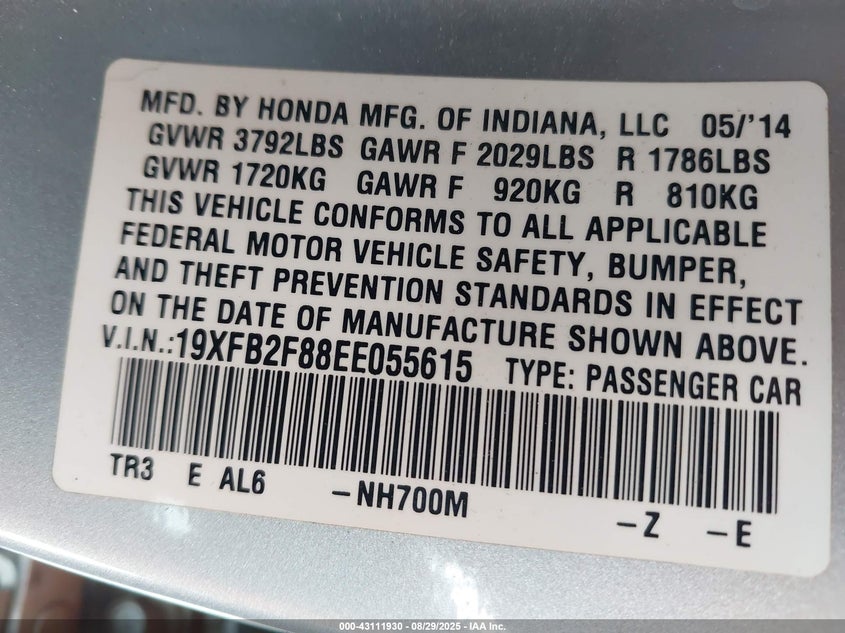 MFD. BY HONDA MFG. OF INDIANA, LLC 05/'14
GVWR 3792LBS GAWR F 2029LBS R 1786LBS
GVWR 1720KG GAWR F 920KG R 810KG
THIS VEHICLE CONFORMS TO ALL APPLICABLE
FEDERAL MOTOR VEHICLE SAFETY, BUMPER,
AND THEFT PREVENTION STANDARDS IN EFFECT
ON THE DATE OF MANUFACTURE SHOWN ABOVE.
V.I.N.:19XFB2F88EE055615 TYPE: PASSENGER CAR
TR3 E AL6 -NH700M -Z -E
000-43111930 - 08/29/2025 - IAA Inc.